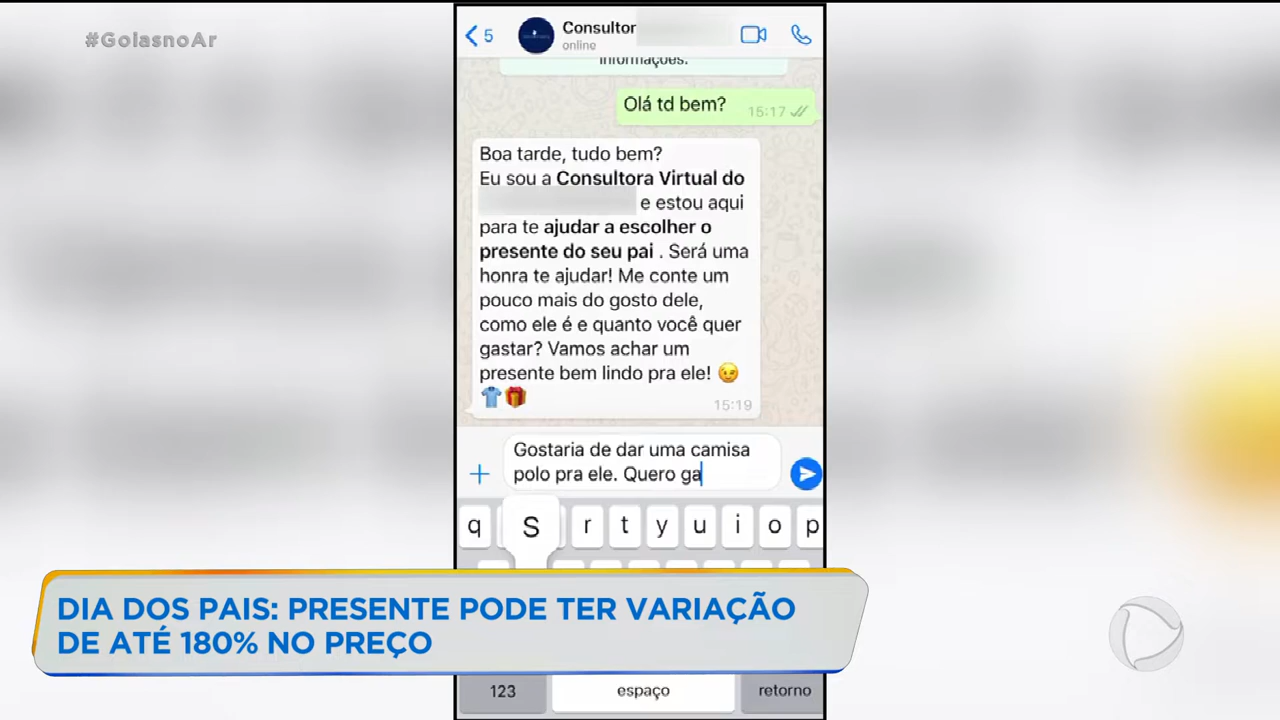 #GoIasnoAr
5
Consultor
online
informações.
Olá td bem?
15:17
Boa tarde, tudo bem?
Eu sou a Consultora Virtual do
e estou aqui
para te ajudar a escolher o
presente do seu pai . Será uma
honra te ajudar! Me conte um
pouco mais do gosto dele,
como ele é e quanto você quer
gastar? Vamos achar um
presente bem lindo pra ele! 😉
👕🎁
15:19
Gostaria de dar uma camisa
polo pra ele. Quero ga
q S r t y u i o p
DIA DOS PAIS: PRESENTE PODE TER VARIAÇÃO
DE ATÉ 180% NO PREÇO
123 espaço retorno